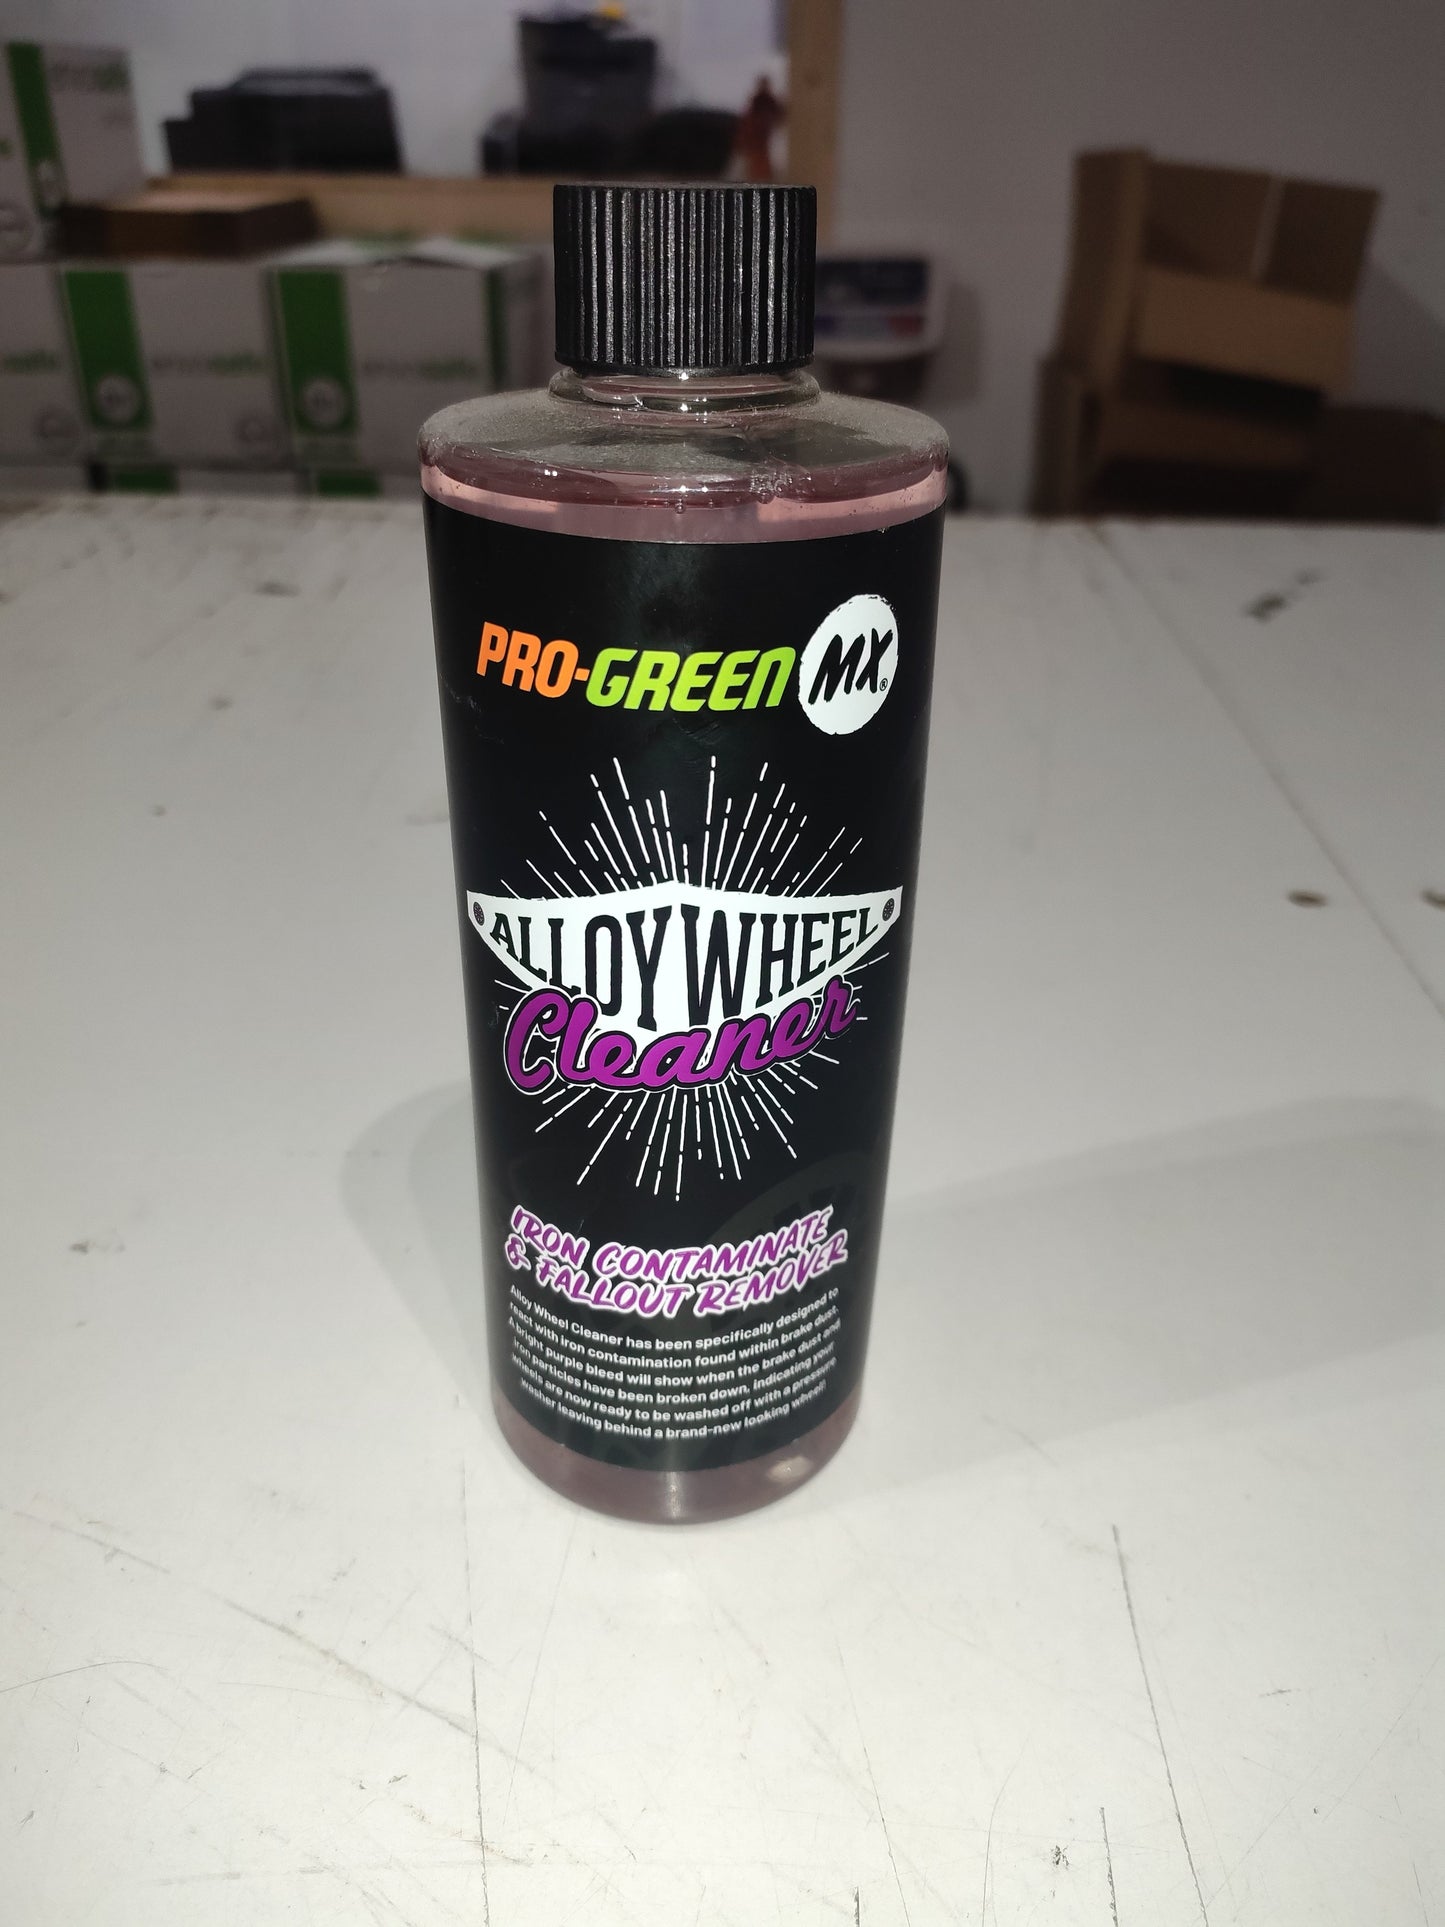 PRO-GREEN MX®
ALLOY WHEEL
Cleaner
IRON CONTAMINATE
& FALLOUT REMOVER
Alloy Wheel Cleaner has been specifically designed to
react with iron contamination found within brake dust.
A bright purple bleed will show when the brake dust and
iron particles have been broken down, indicating your
wheels are now ready to be washed off with a pressure
washer leaving behind a brand-new looking wheel!